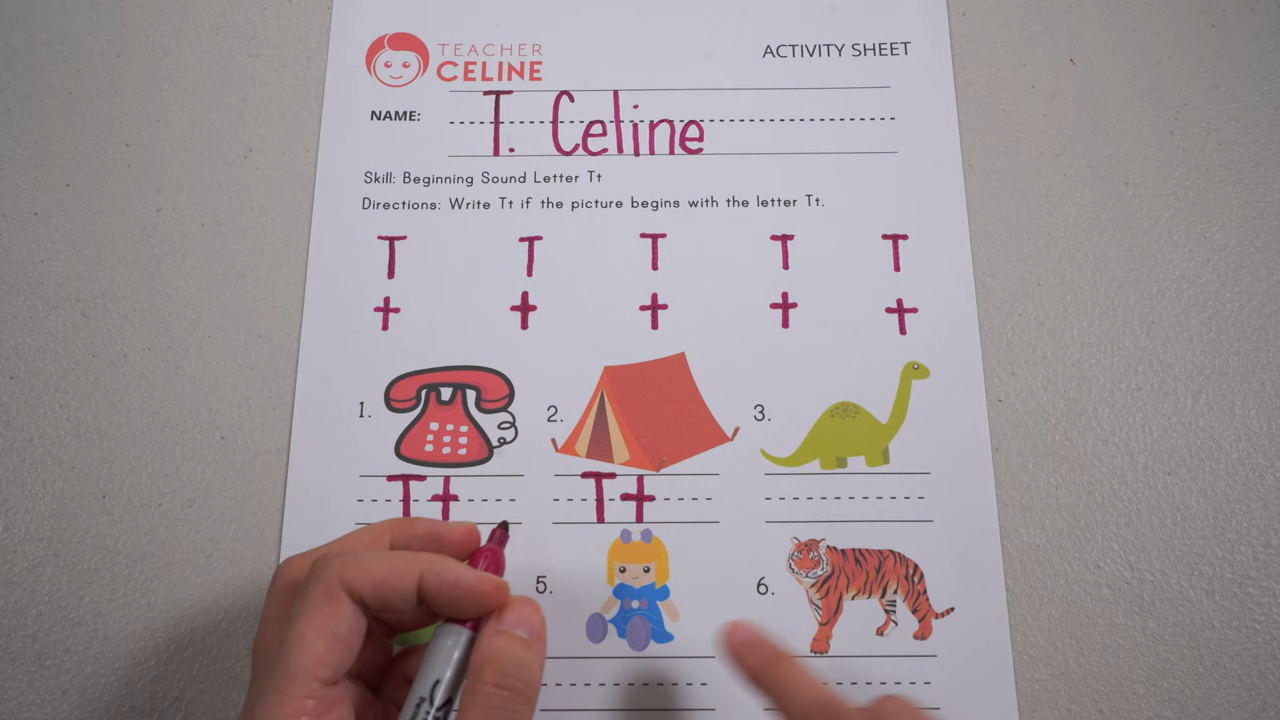 TEACHER
CELINE
ACTIVITY SHEET
NAME: T. Celine
Skill: Beginning Sound Letter Tt
Directions: Write Tt if the picture begins with the letter Tt.
T T T T T
t t t t t
1. 2. 3.
Tt Tt
5. 6.